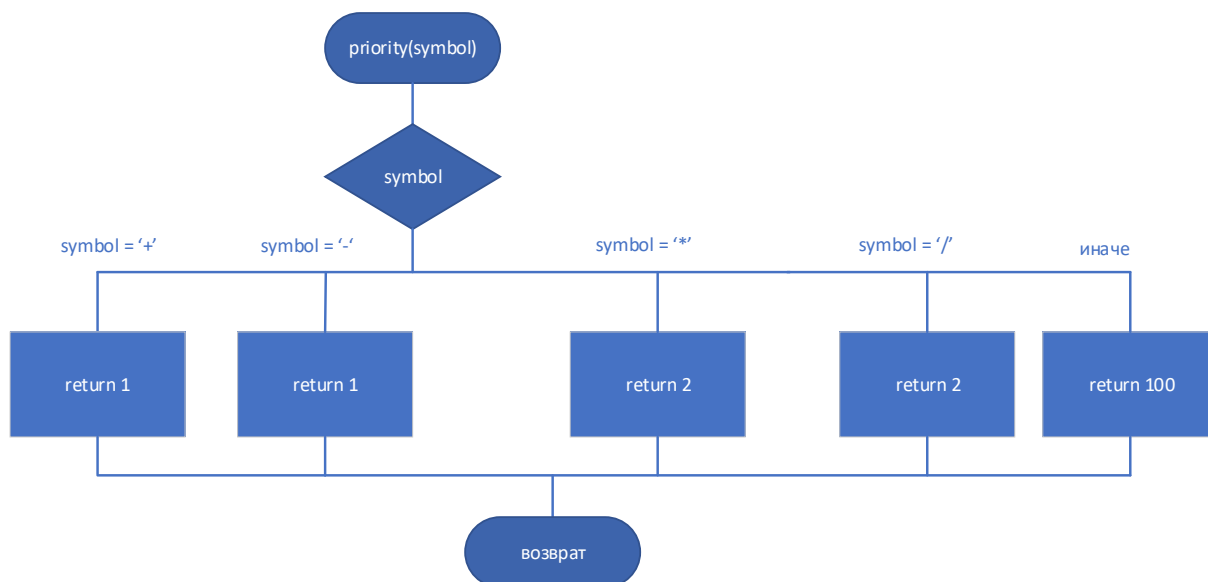 priority(symbol)
symbol
symbol = ‘+’
symbol = ‘-‘
symbol = ‘*’
symbol = ‘/’
иначе
return 1
return 1
return 2
return 2
return 100
возврат